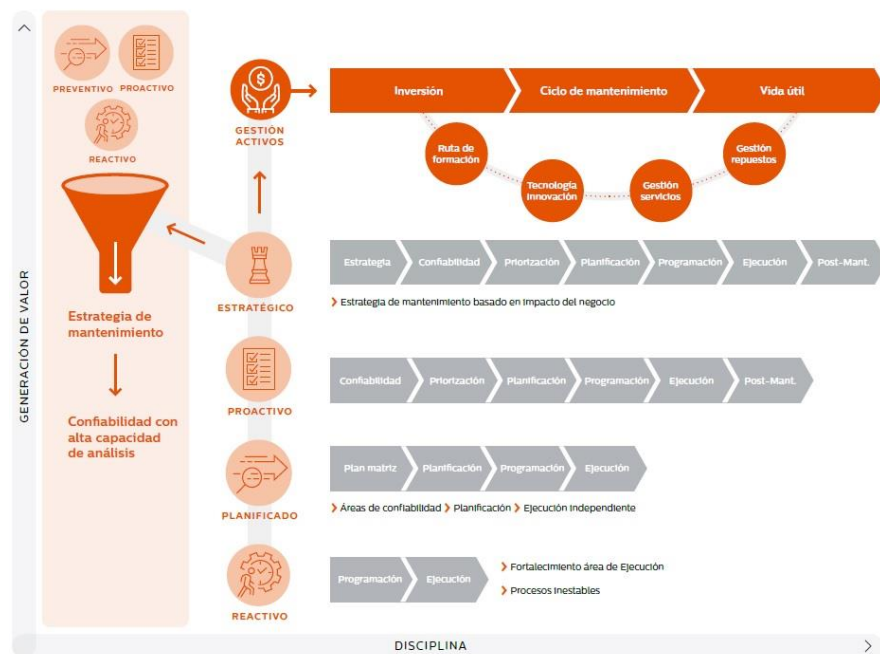 PREVENTIVO
PROACTIVO
REACTIVO
Estrategia de
mantenimiento
Confiabilidad con
alta capacidad
de análisis
GENERACIÓN DE VALOR
GESTIÓN
ACTIVOS
Inversión
Ciclo de mantenimiento
Vida útil
Ruta de
formación
Tecnología
Innovación
Gestión
servicios
Gestión
repuestos
ESTRATÉGICO
Estrategia
Confiabilidad
Priorización
Planificación
Programación
Ejecución
Post-Mant.
Estrategia de mantenimiento basado en impacto del negocio
PROACTIVO
Confiabilidad
Priorización
Planificación
Programación
Ejecución
Post-Mant.
PLANIFICADO
Plan matriz
Planificación
Programación
Ejecución
Áreas de confiabilidad
Planificación
Ejecución independiente
REACTIVO
Programación
Ejecución
Fortalecimiento área de Ejecución
Procesos inestables
DISCIPLINA